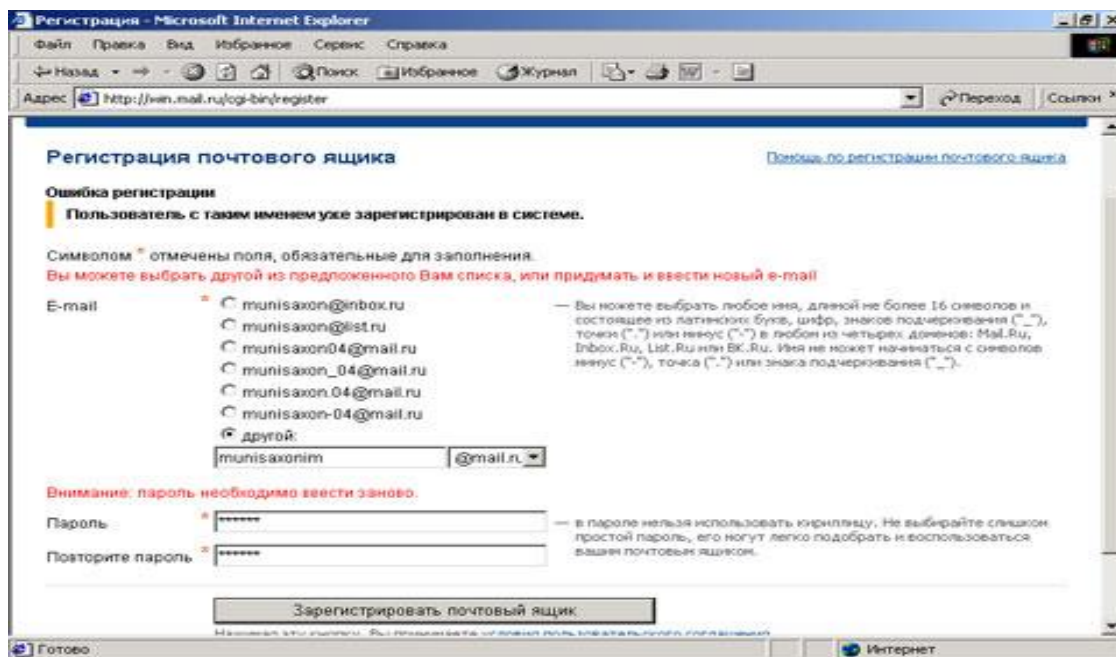 Регистрация - Microsoft Internet Explorer
Файл Правка Вид Избранное Сервис Справка
Назад Поиск Избранное Журнал
Адрес http://win.mail.ru/cgi-bin/register Переход Ссылки
Регистрация почтового ящика Помощь по регистрации почтового ящика
Ошибка регистрации
Пользователь с таким именем уже зарегистрирован в системе.
Символом * отмечены поля, обязательные для заполнения.
Вы можете выбрать другой из предложенного Вам списка, или придумать и ввести новый e-mail
E-mail * munisaxon@inbox.ru — Вы можете выбрать любое имя, длиной не более 16 символов и
munisaxon@list.ru состоящее из латинских букв, цифр, знаков подчеркивания ("_"),
munisaxon04@mail.ru точки (".") или минус ("-") в любом из четырех доменов: Mail.Ru,
munisaxon_04@mail.ru Inbox.Ru, List.Ru или BK.Ru. Имя не может начинаться с символов
munisaxon.04@mail.ru минус ("-"), точка (".") или знака подчеркивания ("_").
munisaxon-04@mail.ru
другой:
munisaxonim @mail.ru
Внимание: пароль необходимо ввести заново.
Пароль * ****** — в пароле нельзя использовать кириллицу. Не выбирайте слишком
простой пароль, его могут легко подобрать и воспользоваться
Повторите пароль * ****** вашим почтовым ящиком.
Зарегистрировать почтовый ящик
Нажимая эту кнопку, Вы принимаете условия пользовательского соглашения
Готово Интернет